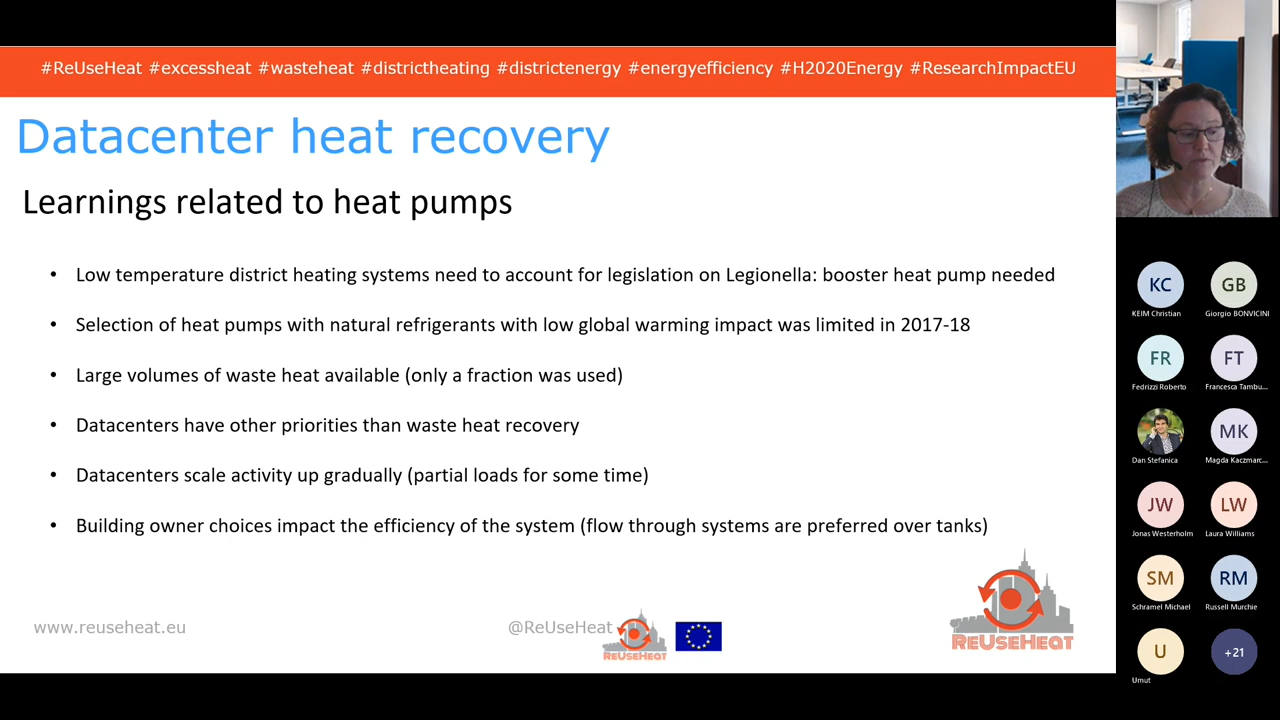 #ReUseHeat #excessheat #wasteheat #districtheating #districtenergy #energyefficiency #H2020Energy #ResearchImpactEU
Datacenter heat recovery
Learnings related to heat pumps
• Low temperature district heating systems need to account for legislation on Legionella: booster heat pump needed
• Selection of heat pumps with natural refrigerants with low global warming impact was limited in 2017-18
• Large volumes of waste heat available (only a fraction was used)
• Datacenters have other priorities than waste heat recovery
• Datacenters scale activity up gradually (partial loads for some time)
• Building owner choices impact the efficiency of the system (flow through systems are preferred over tanks)
www.reuseheat.eu
@ReUseHeat
ReUseHeat
ReUseHeat
KC
GB
KEIM Christian
Giorgio BONVICINI
FR
FT
Fedrizzi Roberto
Francesca Tambu...
MK
Dan Stefanica
Magda Kaczmarc...
JW
LW
Jonas Westerholm
Laura Williams
SM
RM
Schramel Michael
Russell Murchie
U
+21
Umut